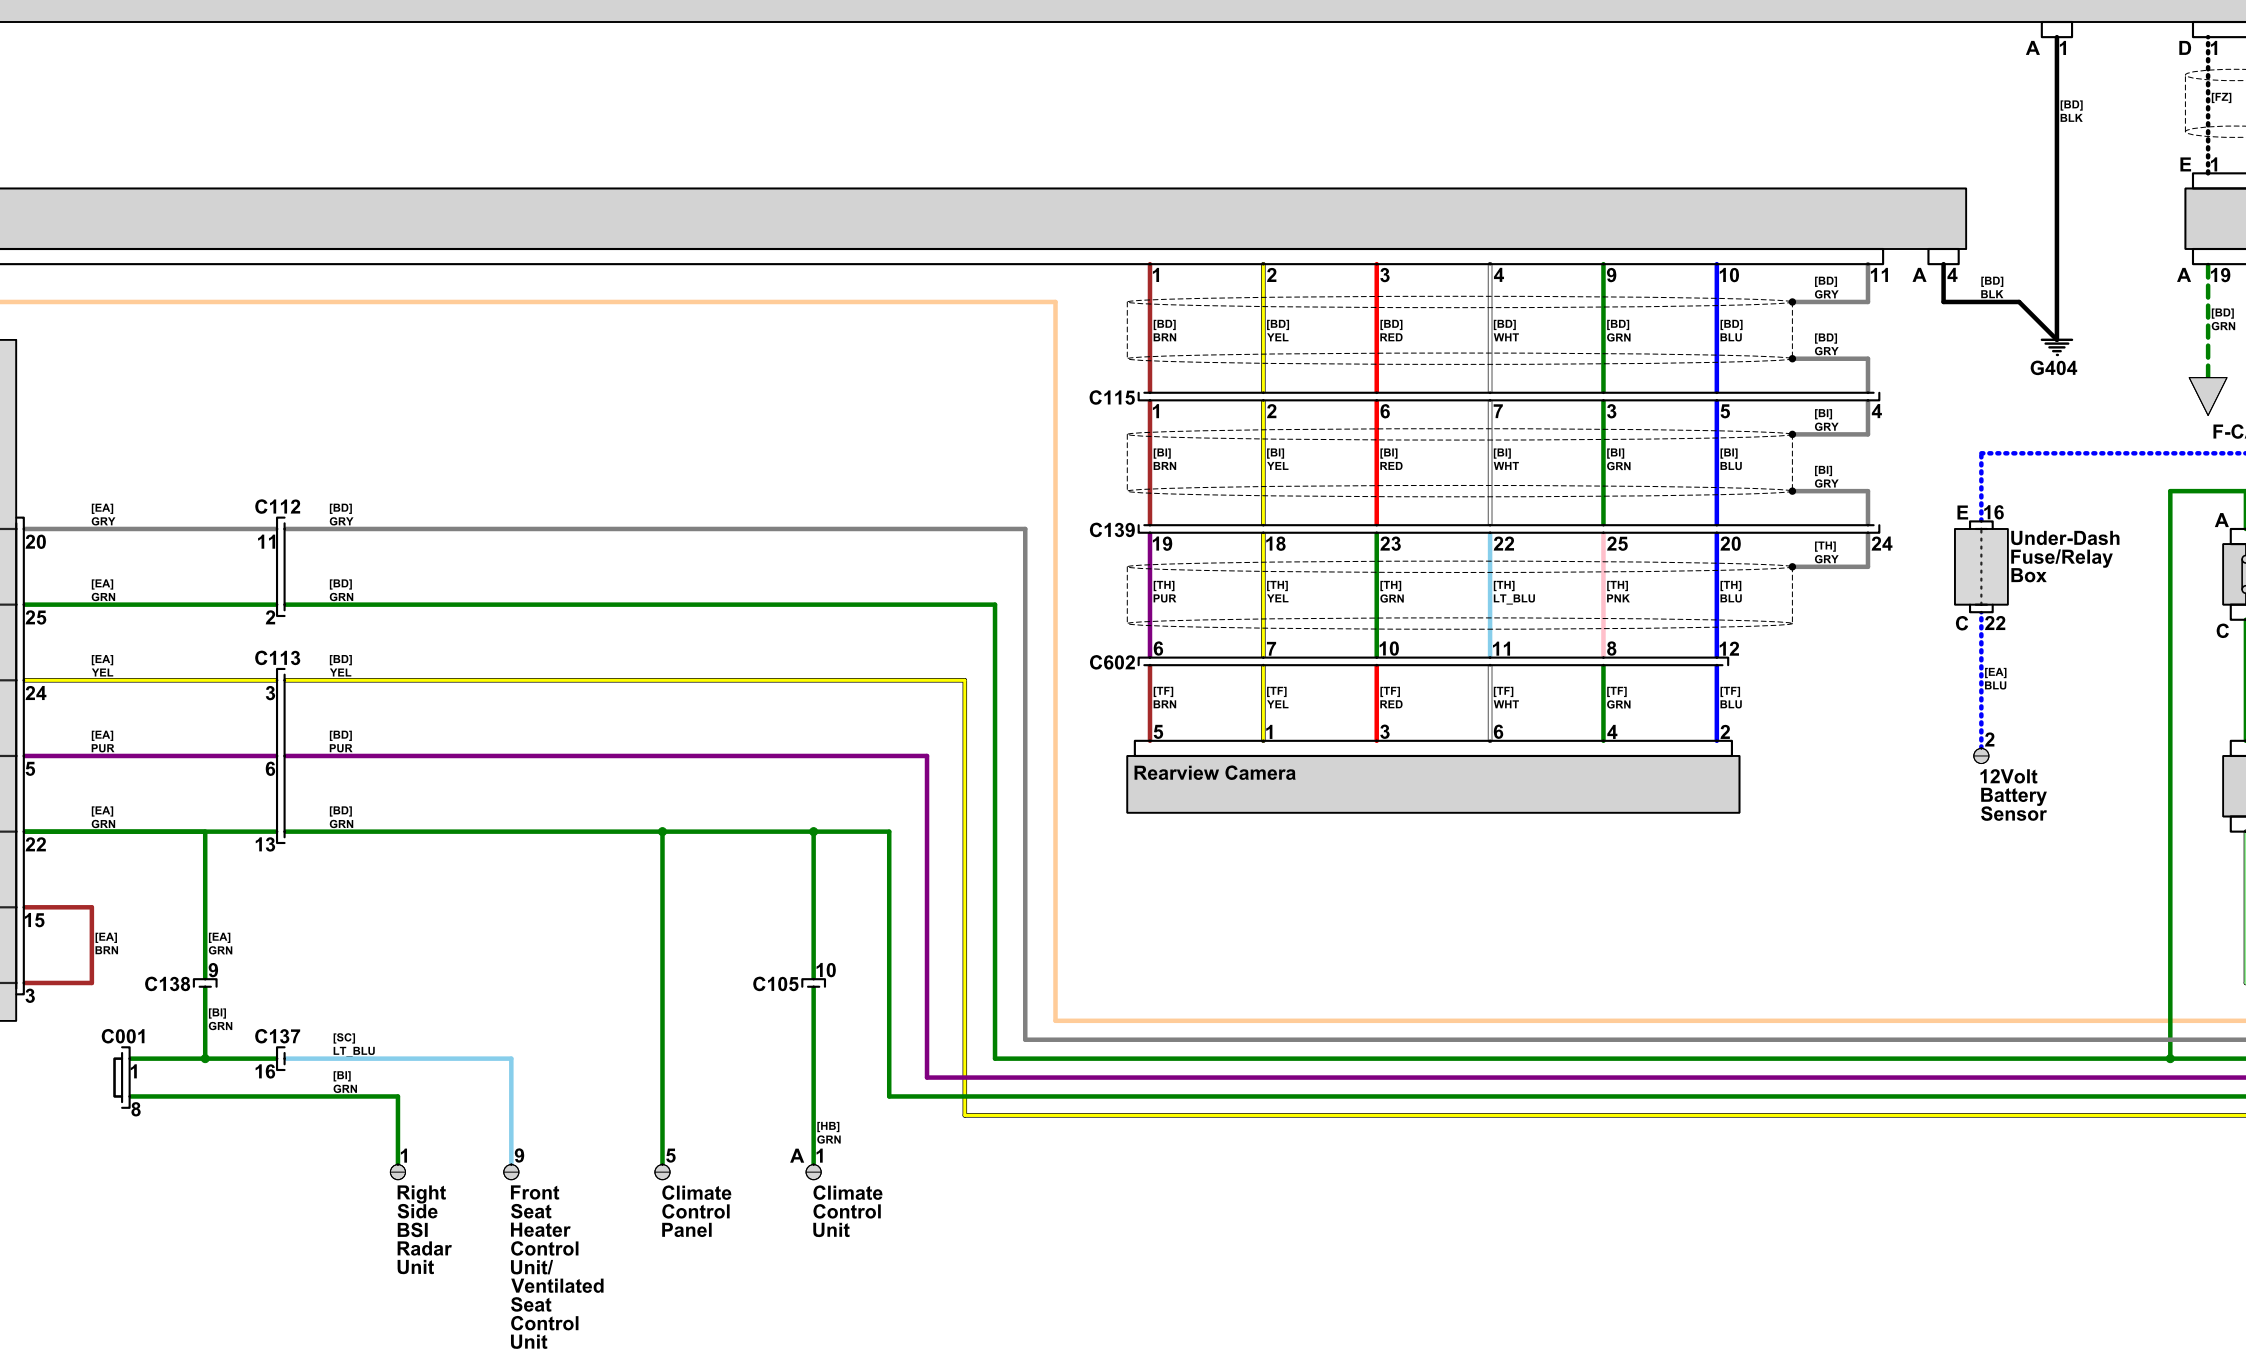 A 1
D 1
[BD]
BLK
[FZ]
E 1
1 2 3 4 9 10 11
A 4
A 19
[BD]
GRY
[BD]
BLK
[BD]
BRN
[BD]
YEL
[BD]
RED
[BD]
WHT
[BD]
GRN
[BD]
BLU
[BD]
GRY
[BD]
GRN
G404
C115
1 2 6 7 3 5 4
[BI]
GRY
F-C
[BI]
BRN
[BI]
YEL
[BI]
RED
[BI]
WHT
[BI]
GRN
[BI]
BLU
[BI]
GRY
C139
19 18 23 22 25 20 24
[TH]
GRY
[TH]
PUR
[TH]
YEL
[TH]
GRN
[TH]
LT_BLU
[TH]
PNK
[TH]
BLU
C602
6 7 10 11 8 12
[TF]
BRN
[TF]
YEL
[TF]
RED
[TF]
WHT
[TF]
GRN
[TF]
BLU
5 1 3 6 4 2
Rearview Camera
E 16
Under-Dash
Fuse/Relay
Box
C 22
[EA]
BLU
2
12Volt
Battery
Sensor
A
C
[EA]
GRY
C112
[BD]
GRY
20
11
[EA]
GRN
[BD]
GRN
25
2
[EA]
YEL
C113
[BD]
YEL
24
3
[EA]
PUR
[BD]
PUR
5
6
[EA]
GRN
[BD]
GRN
22
13
15
[EA]
BRN
3
[EA]
GRN
9
C138
[BI]
GRN
10
C105
C001
C137
[SC]
LT_BLU
1
16
[BI]
GRN
8
[HB]
GRN
1
9
5
A 1
Right
Side
BSI
Radar
Unit
Front
Seat
Heater
Control
Unit/
Ventilated
Seat
Control
Unit
Climate
Control
Panel
Climate
Control
Unit